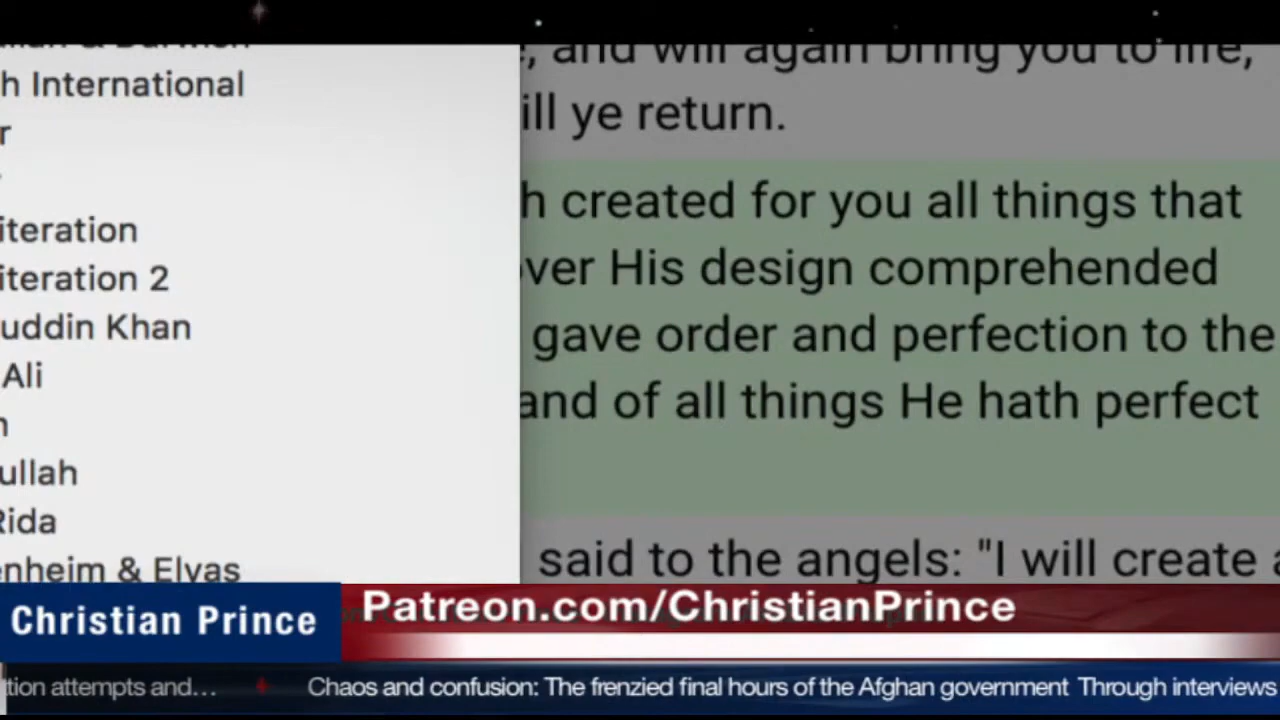 h International
r
iteration
iteration 2
uddin Khan
Ali
ullah
Rida
enheim & Elyas
, and will again bring you to life,
ill ye return.
h created for you all things that
ver His design comprehended
gave order and perfection to the
and of all things He hath perfect
said to the angels: "I will create a
Christian Prince
Patreon.com/ChristianPrince
tion attempts and… Chaos and confusion: The frenzied final hours of the Afghan government Through interviews